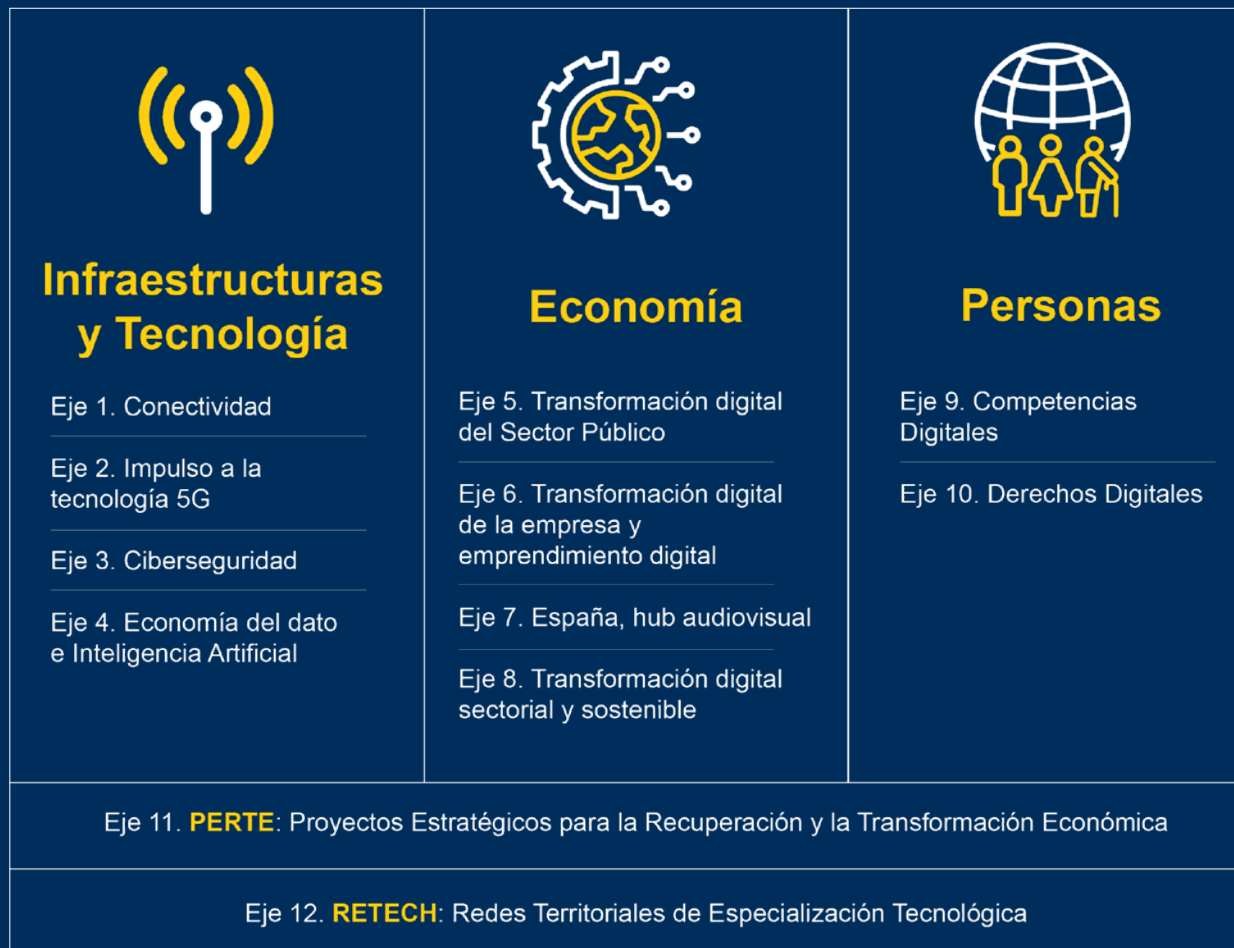 Infraestructuras
y Tecnología
Eje 1. Conectividad
Eje 2. Impulso a la
tecnología 5G
Eje 3. Ciberseguridad
Eje 4. Economía del dato
e Inteligencia Artificial
Economía
Eje 5. Transformación digital
del Sector Público
Eje 6. Transformación digital
de la empresa y
emprendimiento digital
Eje 7. España, hub audiovisual
Eje 8. Transformación digital
sectorial y sostenible
Personas
Eje 9. Competencias
Digitales
Eje 10. Derechos Digitales
Eje 11. PERTE: Proyectos Estratégicos para la Recuperación y la Transformación Económica
Eje 12. RETECH: Redes Territoriales de Especialización Tecnológica